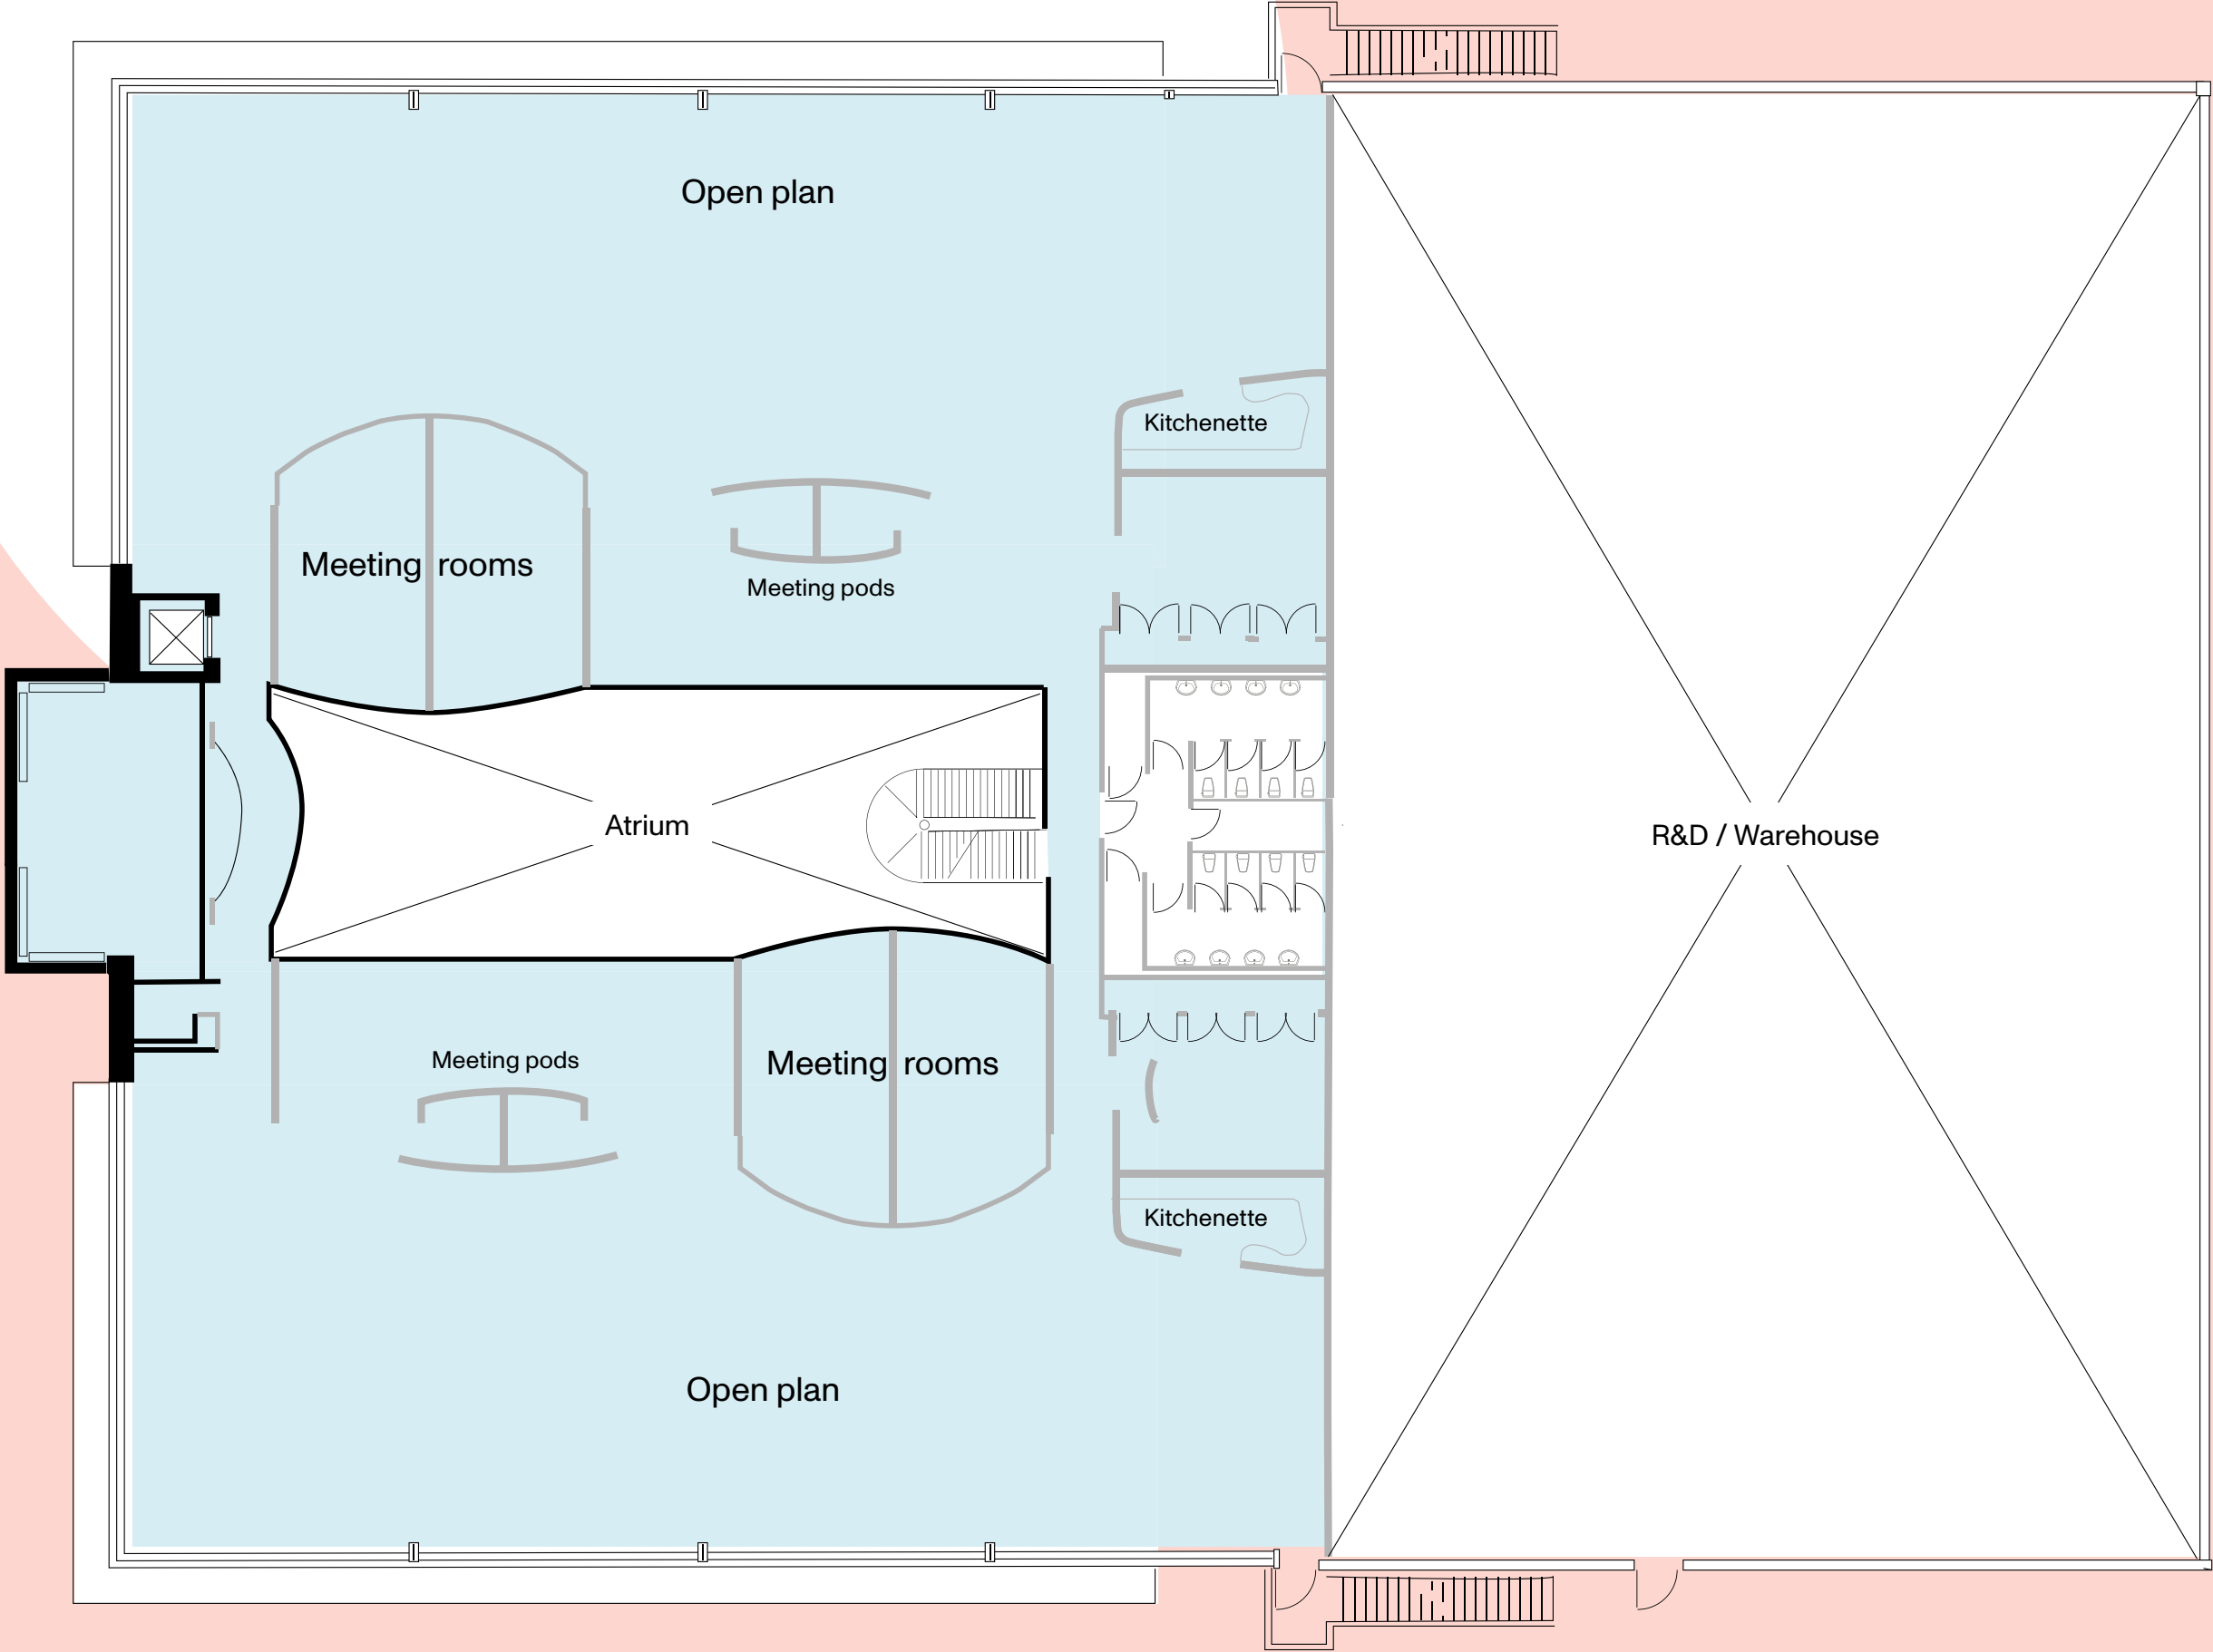 Open plan
Kitchenette
Meeting rooms
Meeting pods
Atrium
R&D / Warehouse
Meeting pods
Meeting rooms
Kitchenette
Open plan